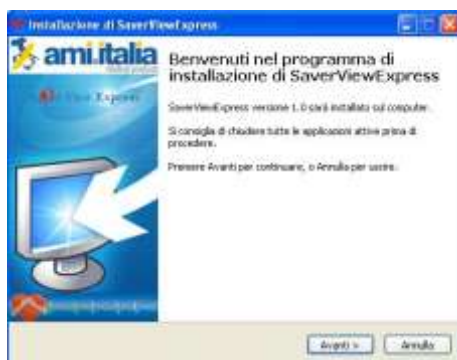 Installazione di SaverViewExpress
ami.italia
Benvenuti nel programma di
installazione di SaverViewExpress
View Express
SaverViewExpress versione 1.0 sarà installato sul computer.
Si consiglia di chiudere tutte le applicazioni attive prima di
procedere.
Premere Avanti per continuare, o Annulla per uscire.
Avanti >
Annulla